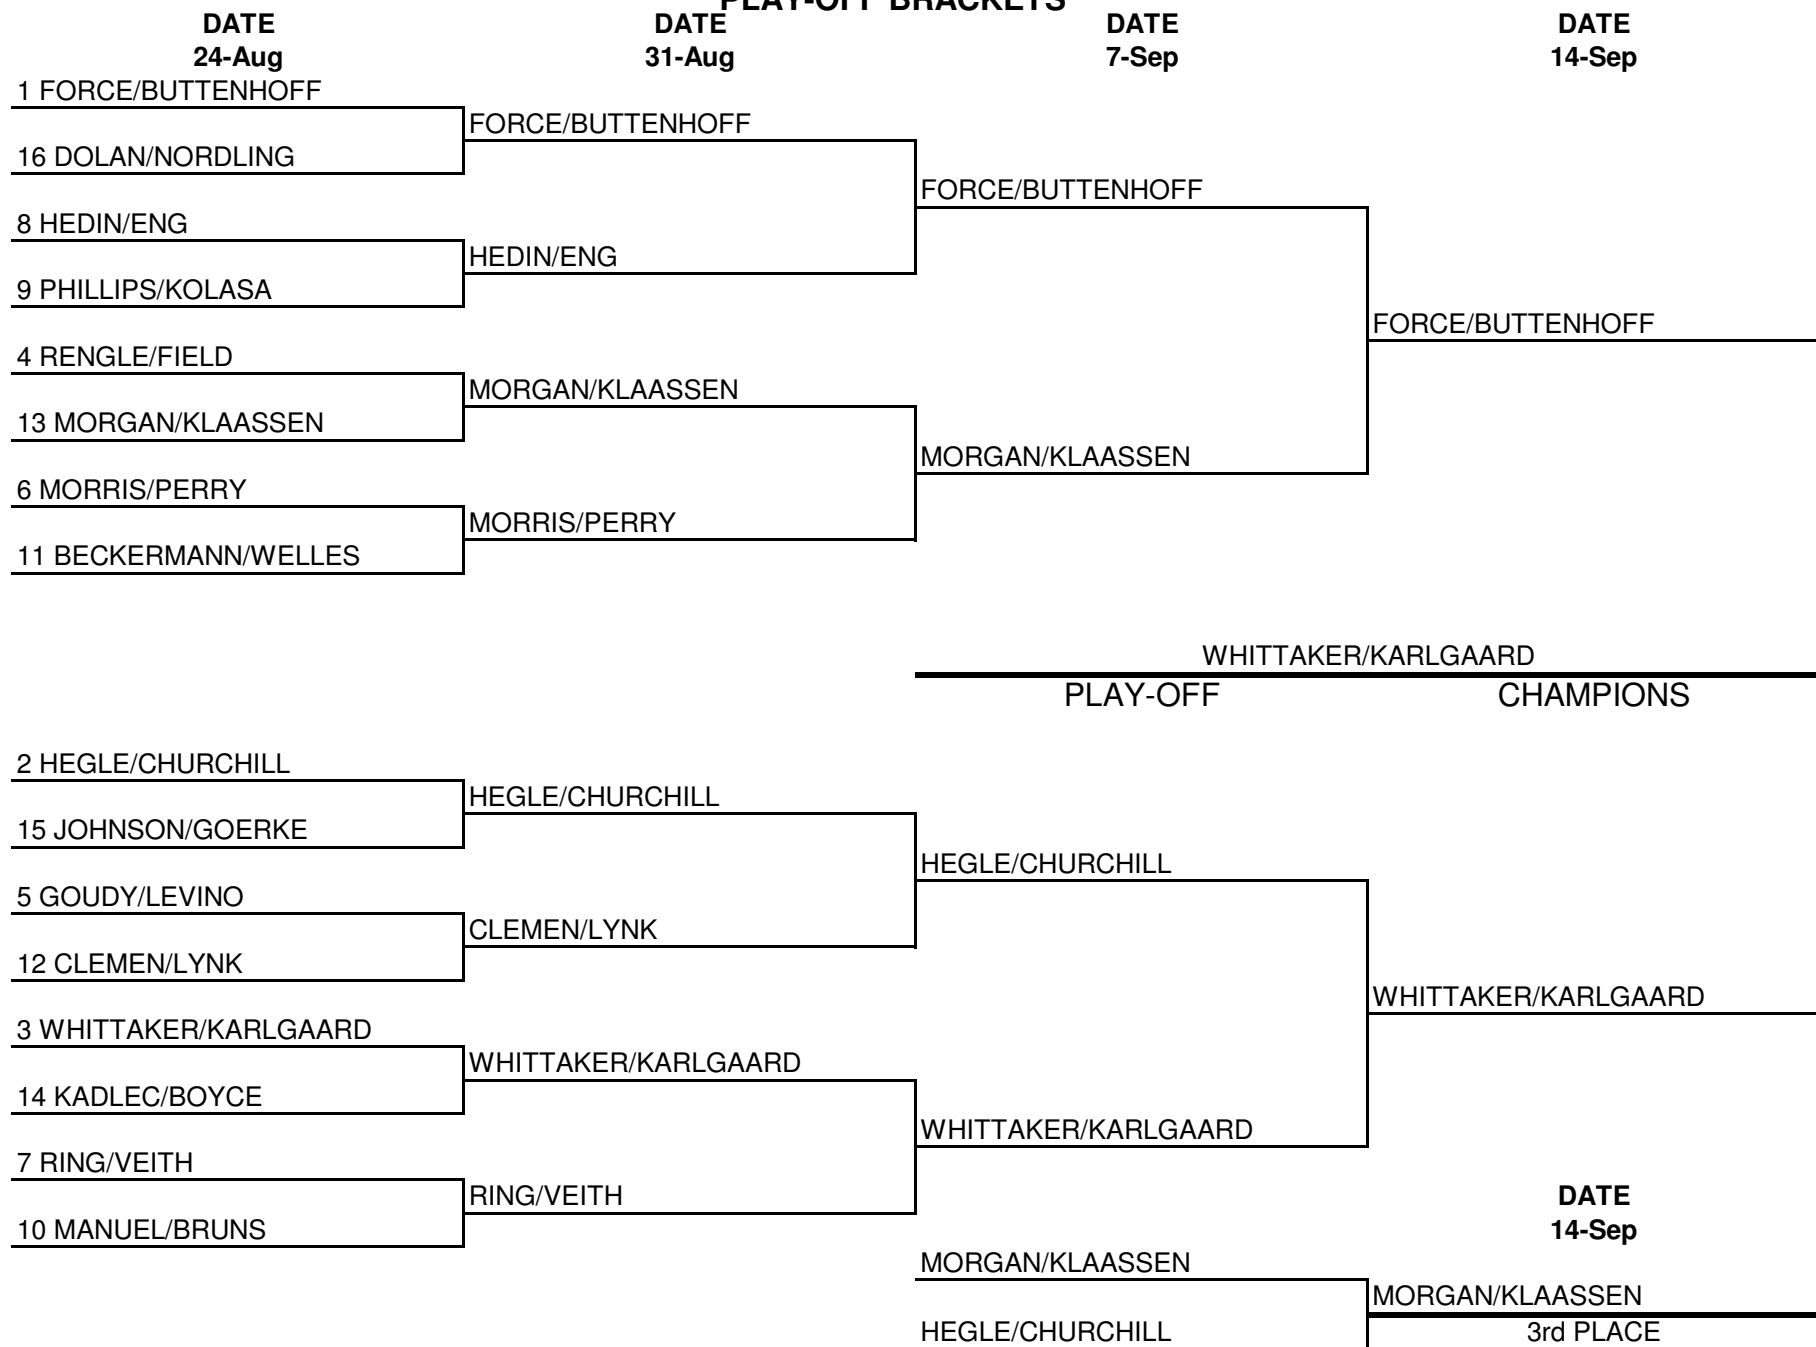 PLAY-OFF BRACKETS
DATE DATE DATE DATE
24-Aug 31-Aug 7-Sep 14-Sep
1 FORCE/BUTTENHOFF
FORCE/BUTTENHOFF
16 DOLAN/NORDLING
FORCE/BUTTENHOFF
8 HEDIN/ENG
HEDIN/ENG
9 PHILLIPS/KOLASA
FORCE/BUTTENHOFF
4 RENGLE/FIELD
MORGAN/KLAASSEN
13 MORGAN/KLAASSEN
MORGAN/KLAASSEN
6 MORRIS/PERRY
MORRIS/PERRY
11 BECKERMANN/WELLES
WHITTAKER/KARLGAARD
PLAY-OFF CHAMPIONS
2 HEGLE/CHURCHILL
HEGLE/CHURCHILL
15 JOHNSON/GOERKE
HEGLE/CHURCHILL
5 GOUDY/LEVINO
CLEMEN/LYNK
12 CLEMEN/LYNK
WHITTAKER/KARLGAARD
3 WHITTAKER/KARLGAARD
WHITTAKER/KARLGAARD
14 KADLEC/BOYCE
WHITTAKER/KARLGAARD
7 RING/VEITH
RING/VEITH DATE
10 MANUEL/BRUNS 14-Sep
MORGAN/KLAASSEN
MORGAN/KLAASSEN
HEGLE/CHURCHILL 3rd PLACE